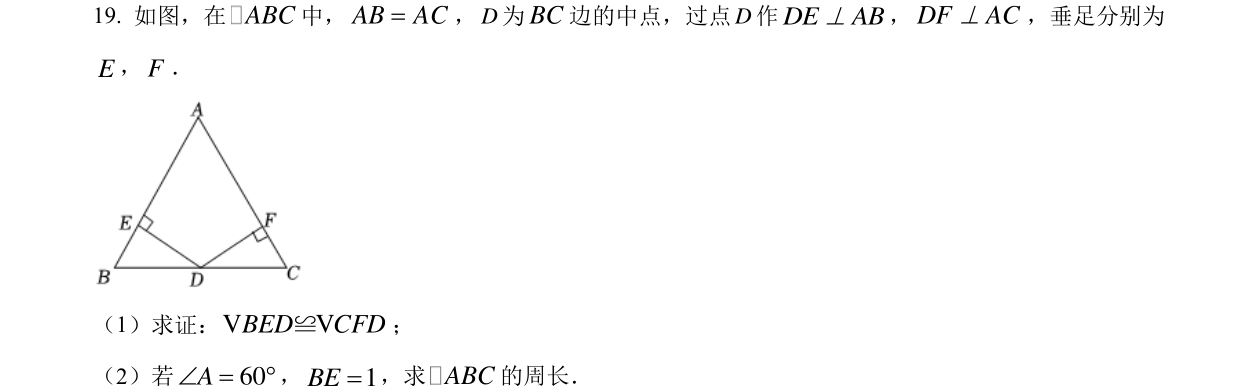 19. 如图，在□ABC中，AB = AC，D为BC边的中点，过点D作DE ⊥ AB，DF ⊥ AC，垂足分别为
E，F．
A
E
F
B
D
C
（1）求证：VBED≌VCFD；
（2）若∠A = 60°，BE = 1，求□ABC的周长．